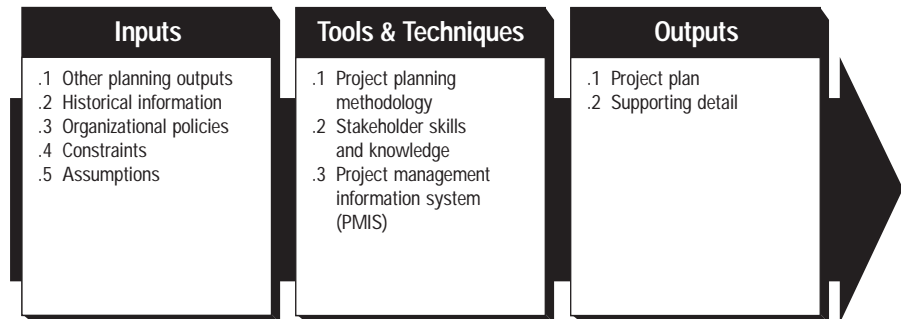 Inputs
.1 Other planning outputs
.2 Historical information
.3 Organizational policies
.4 Constraints
.5 Assumptions
Tools & Techniques
.1 Project planning
methodology
.2 Stakeholder skills
and knowledge
.3 Project management
information system
(PMIS)
Outputs
.1 Project plan
.2 Supporting detail